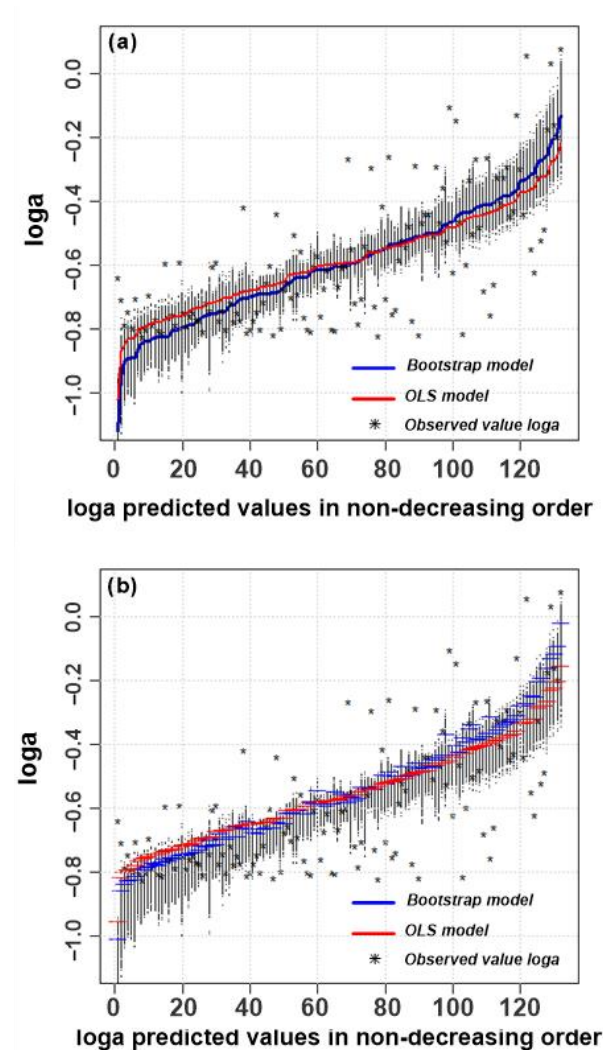 (a)
0.0
−0.2
−0.4
−0.6
−0.8
−1.0
loga
Bootstrap model
OLS model
* Observed value loga
0 20 40 60 80 100 120
loga predicted values in non-decreasing order
(b)
0.0
−0.2
−0.4
−0.6
−0.8
−1.0
loga
Bootstrap model
OLS model
* Observed value loga
0 20 40 60 80 100 120
loga predicted values in non-decreasing order